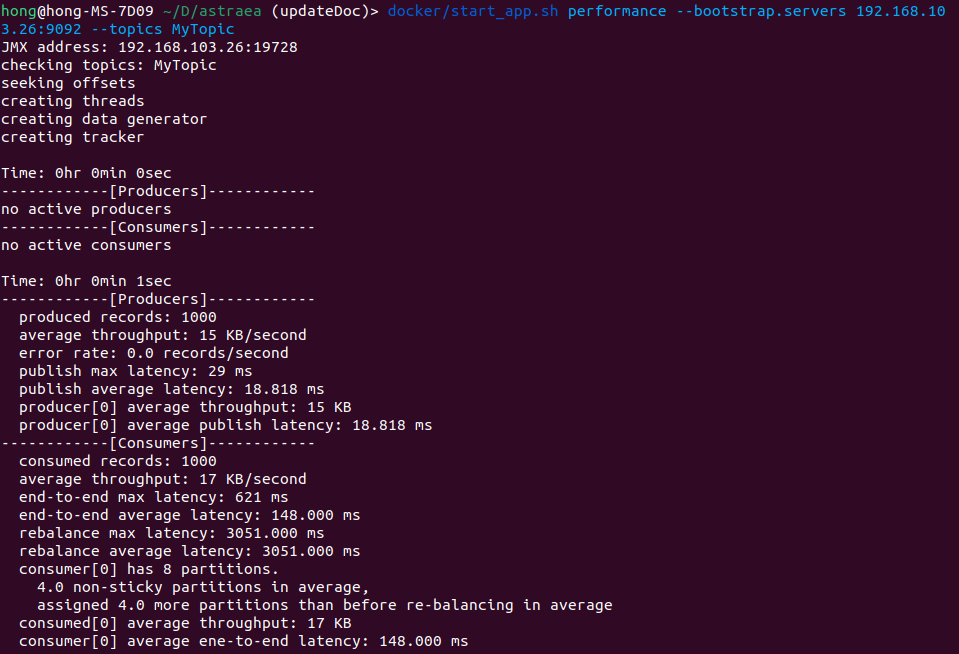 hong@hong-MS-7D09 ~/D/astraea (updateDoc)> docker/start_app.sh performance --bootstrap.servers 192.168.10
3.26:9092 --topics MyTopic
JMX address: 192.168.103.26:19728
checking topics: MyTopic
seeking offsets
creating threads
creating data generator
creating tracker

Time: 0hr 0min 0sec
------------[Producers]------------
no active producers
------------[Consumers]------------
no active consumers

Time: 0hr 0min 1sec
------------[Producers]------------
  produced records: 1000
  average throughput: 15 KB/second
  error rate: 0.0 records/second
  publish max latency: 29 ms
  publish average latency: 18.818 ms
  producer[0] average throughput: 15 KB
  producer[0] average publish latency: 18.818 ms
------------[Consumers]------------
  consumed records: 1000
  average throughput: 17 KB/second
  end-to-end max latency: 621 ms
  end-to-end average latency: 148.000 ms
  rebalance max latency: 3051.000 ms
  rebalance average latency: 3051.000 ms
  consumer[0] has 8 partitions.
    4.0 non-sticky partitions in average,
    assigned 4.0 more partitions than before re-balancing in average
  consumed[0] average throughput: 17 KB
  consumer[0] average ene-to-end latency: 148.000 ms